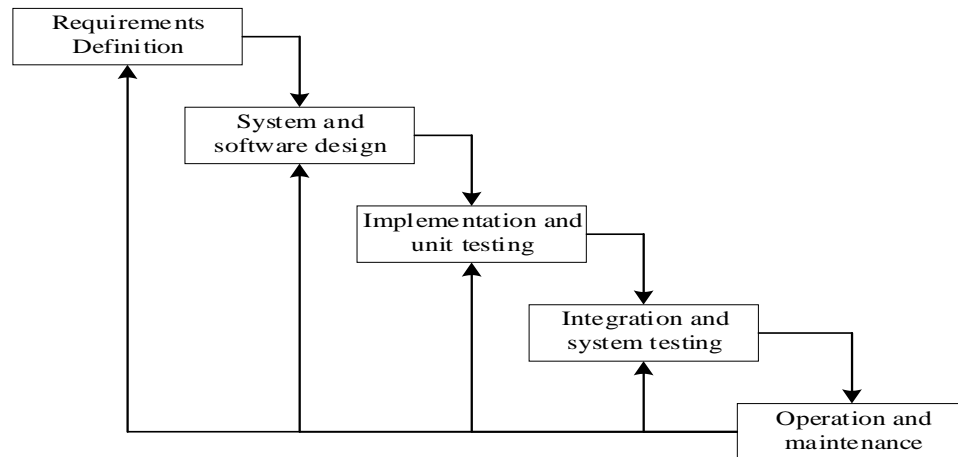 Requirements
Definition
System and
software design
Implementation and
unit testing
Integration and
system testing
Operation and
maintenance